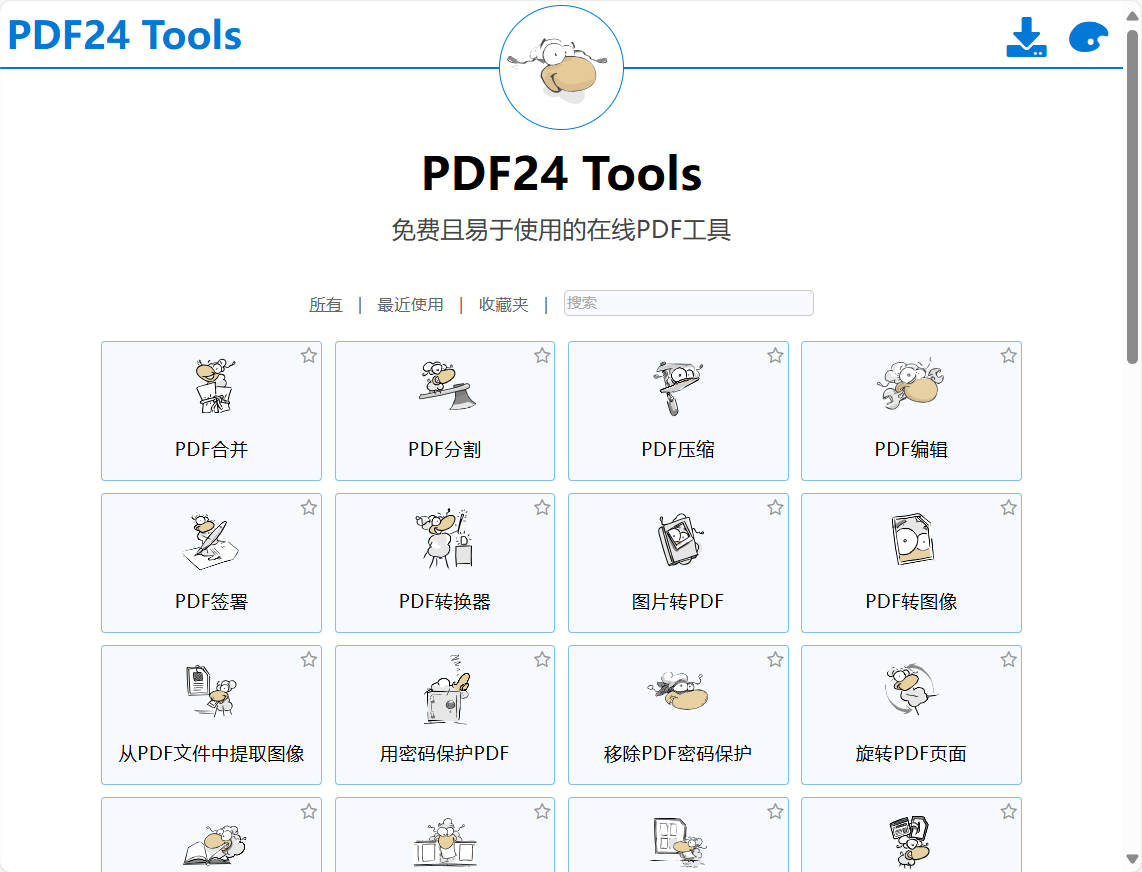 PDF24 Tools
PDF24 Tools
免费且易于使用的在线PDF工具
所有 | 最近使用 | 收藏夹 | 搜索
PDF合并 PDF分割 PDF压缩 PDF编辑
PDF签署 PDF转换器 图片转PDF PDF转图像
从PDF文件中提取图像 用密码保护PDF 移除PDF密码保护 旋转PDF页面